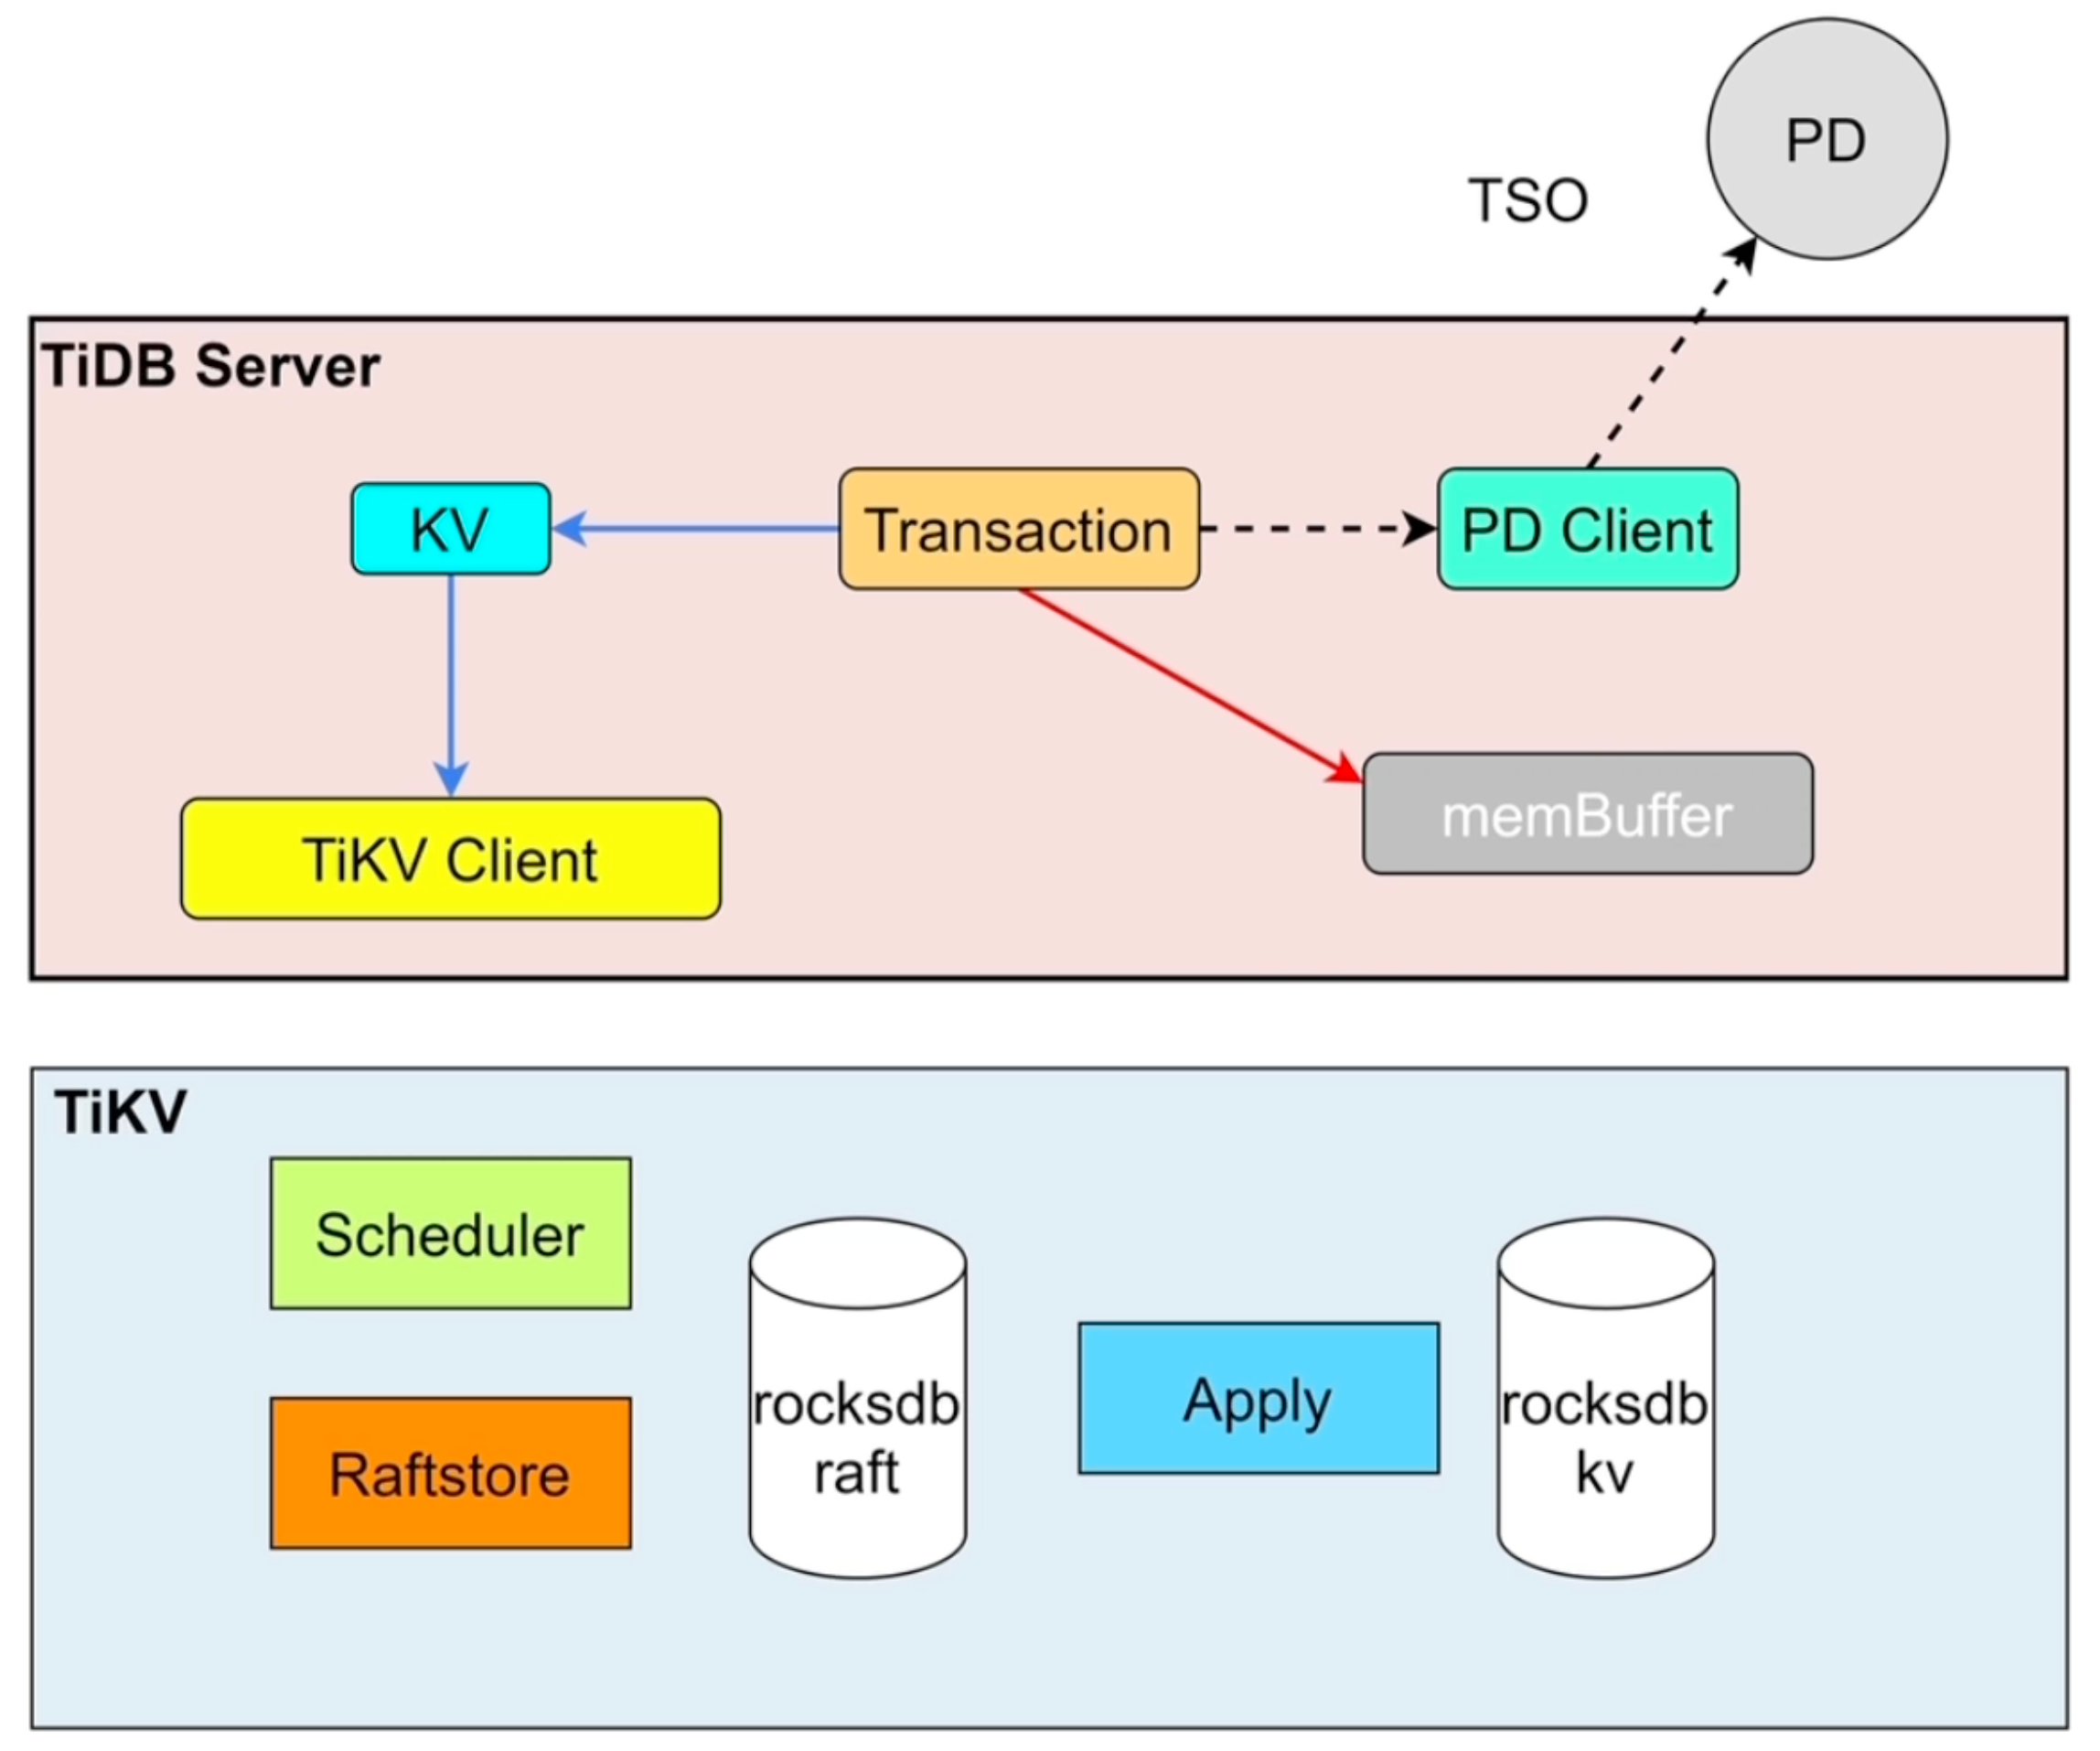 PD
TSO
TiDB Server
KV
Transaction
PD Client
memBuffer
TiKV Client
TiKV
Scheduler
rocksdb
raft
Apply
rocksdb
kv
Raftstore